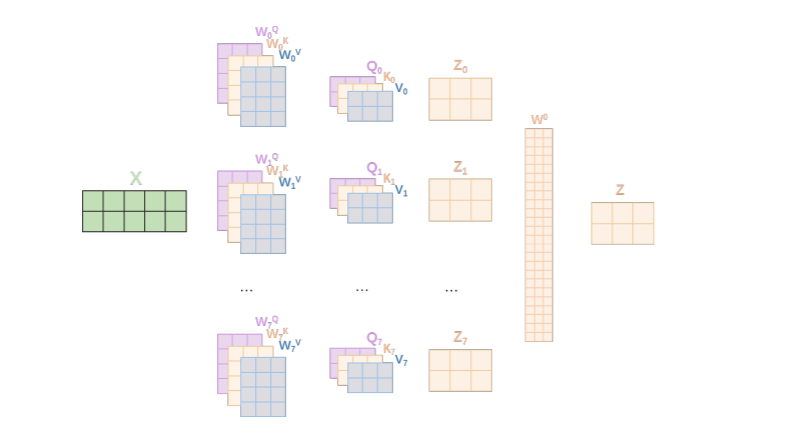 W₀Q
W₀K
W₀V
Q₀
K₀
V₀
Z₀
W⁰
W₁Q
W₁K
W₁V
Q₁
K₁
V₁
Z₁
X
Z
... ... ...
W₇Q
W₇K
W₇V
Q₇
K₇
V₇
Z₇